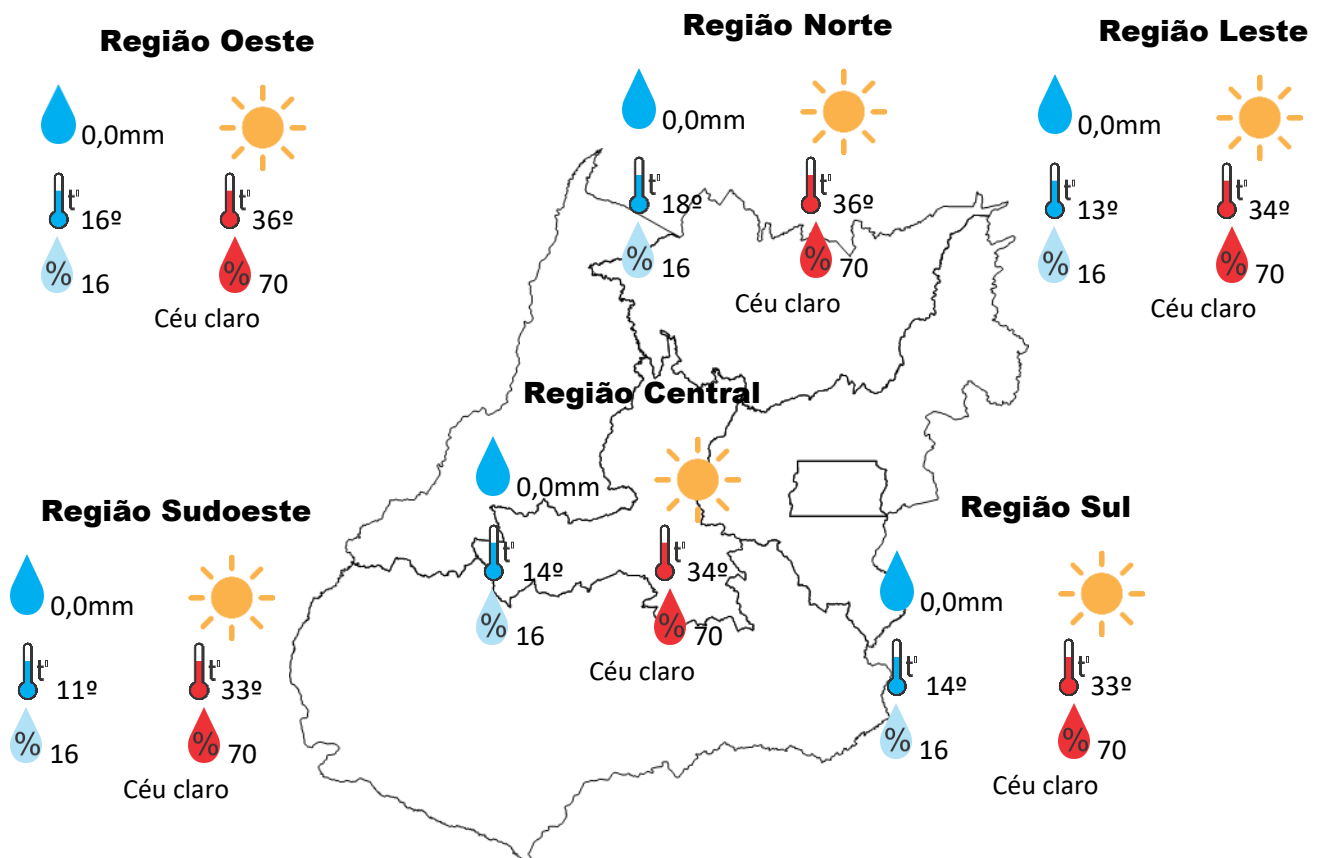 Região Oeste
0,0mm
t° t°
16º 36º
% %
16 70
Céu claro
Região Norte
0,0mm
t° t°
18º 36º
% %
16 70
Céu claro
Região Leste
0,0mm
t° t°
13º 34º
% %
16 70
Céu claro
Região Central
0,0mm
t° t°
14º 34º
% %
16 70
Céu claro
Região Sudoeste
0,0mm
t° t°
11º 33º
% %
16 70
Céu claro
Região Sul
0,0mm
t° t°
14º 33º
% %
16 70
Céu claro